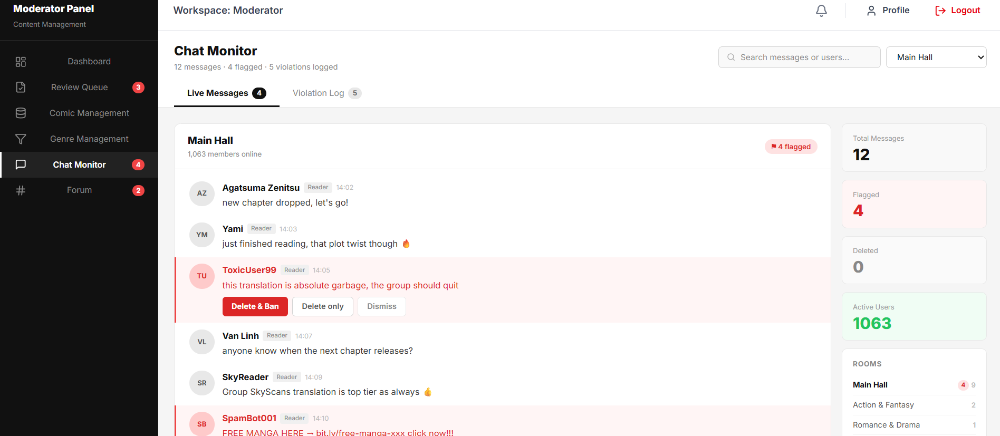 Moderator Panel
Content Management
Dashboard
Review Queue 3
Comic Management
Genre Management
Chat Monitor 4
Forum 2
Workspace: Moderator
Profile
Logout
Chat Monitor
12 messages · 4 flagged · 5 violations logged
Search messages or users...
Main Hall
Live Messages 4
Violation Log 5
Main Hall
1,063 members online
4 flagged
AZ
Agatsuma Zenitsu Reader 14:02
new chapter dropped, let's go!
YM
Yami Reader 14:03
just finished reading, that plot twist though 🔥
TU
ToxicUser99 Reader 14:05
this translation is absolute garbage, the group should quit
Delete & Ban Delete only Dismiss
VL
Van Linh Reader 14:07
anyone know when the next chapter releases?
SR
SkyReader Reader 14:09
Group SkyScans translation is top tier as always 👍
SB
SpamBot001 Reader 14:10
FREE MANGA HERE → bit.ly/free-manga-xxx click now!!!
Total Messages
12
Flagged
4
Deleted
0
Active Users
1063
ROOMS
Main Hall 4 9
Action & Fantasy 2
Romance & Drama 1